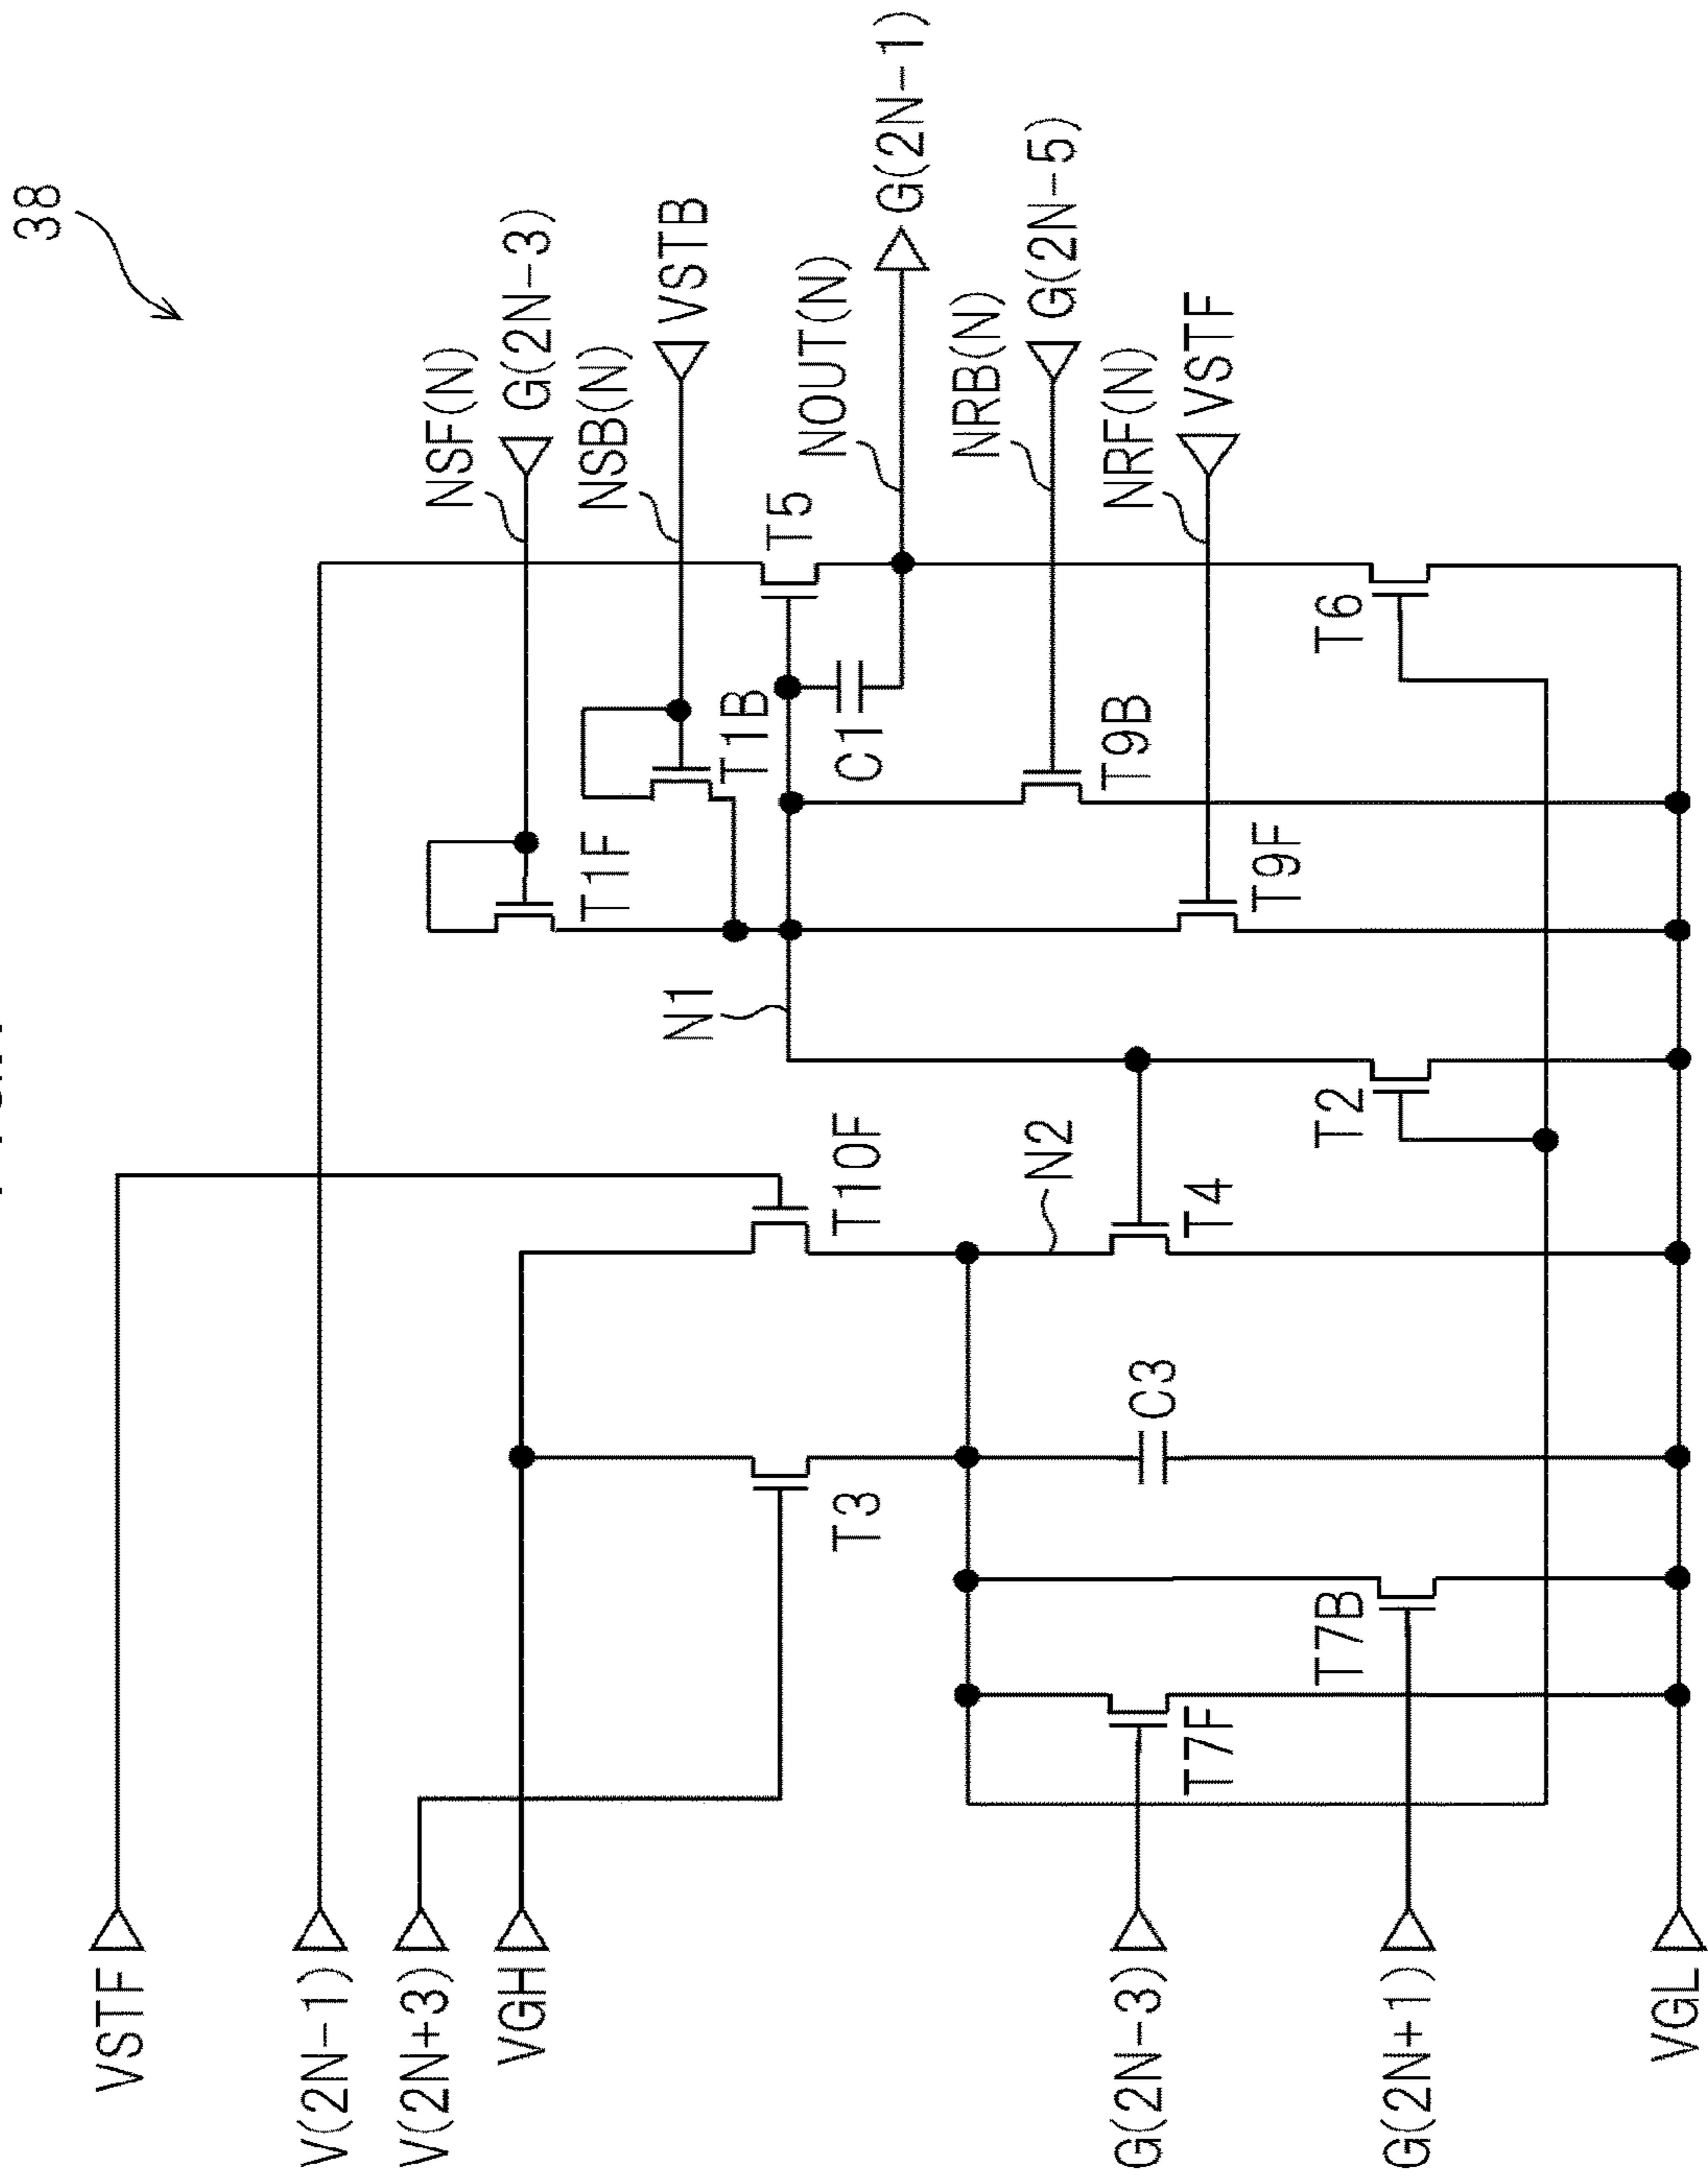 38
NSF(N)
G(2N-3)
NSB(N)
VSTB
NOUT(N)
G(2N-1)
NRB(N)
G(2N-5)
NRF(N)
VSTF
T5
T1B
C1
T1F
T9B
T6
T9F
N1
T2
T10F
N2
T4
C3
T3
T7B
T7F
VSTF
V(2N-1)
V(2N+3)
VGH
G(2N-3)
G(2N+1)
VGL